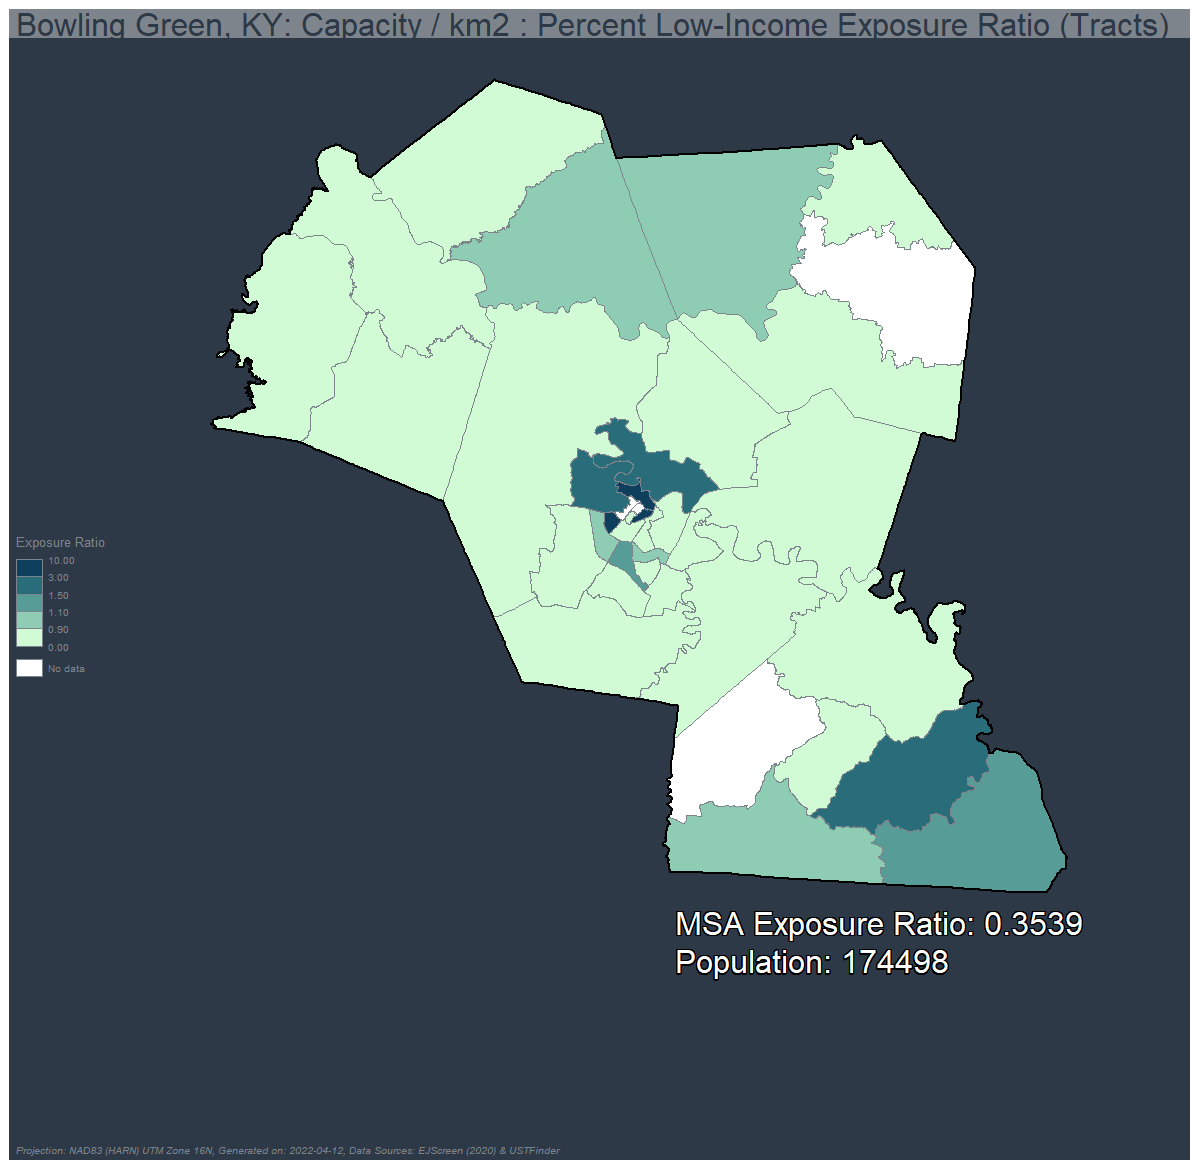 Bowling Green, KY: Capacity / km2 : Percent Low-Income Exposure Ratio (Tracts)
Exposure Ratio
10.00
3.00
1.50
1.10
0.90
0.00
No data
MSA Exposure Ratio: 0.3539
Population: 174498
Projection: NAD83 (HARN) UTM Zone 16N, Generated on: 2022-04-12, Data Sources: EJScreen (2020) & USTFinder